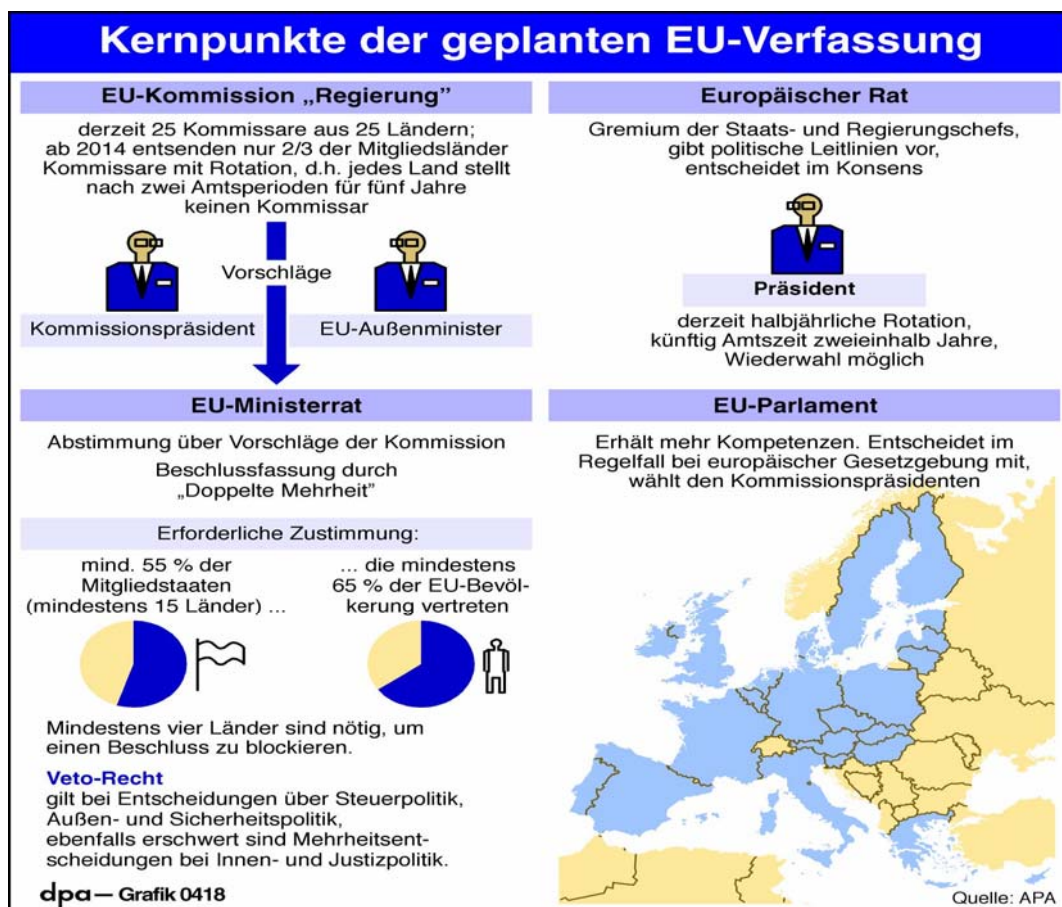 Kernpunkte der geplanten EU-Verfassung
EU-Kommission „Regierung”
derzeit 25 Kommissare aus 25 Ländern;
ab 2014 entsenden nur 2/3 der Mitgliedsländer
Kommissare mit Rotation, d.h. jedes Land stellt
nach zwei Amtsperioden für fünf Jahre
keinen Kommissar
Vorschläge
Kommissionspräsident
EU-Außenminister
Europäischer Rat
Gremium der Staats- und Regierungschefs,
gibt politische Leitlinien vor,
entscheidet im Konsens
Präsident
derzeit halbjährliche Rotation,
künftig Amtszeit zweieinhalb Jahre,
Wiederwahl möglich
EU-Ministerrat
Abstimmung über Vorschläge der Kommission
Beschlussfassung durch
„Doppelte Mehrheit”
Erforderliche Zustimmung:
mind. 55 % der
Mitgliedstaaten
(mindestens 15 Länder) ...
... die mindestens
65 % der EU-Bevöl-
kerung vertreten
Mindestens vier Länder sind nötig, um
einen Beschluss zu blockieren.
Veto-Recht
gilt bei Entscheidungen über Steuerpolitik,
Außen- und Sicherheitspolitik,
ebenfalls erschwert sind Mehrheitsent-
scheidungen bei Innen- und Justizpolitik.
EU-Parlament
Erhält mehr Kompetenzen. Entscheidet im
Regelfall bei europäischer Gesetzgebung mit,
wählt den Kommissionspräsidenten
dpa — Grafik 0418
Quelle: APA